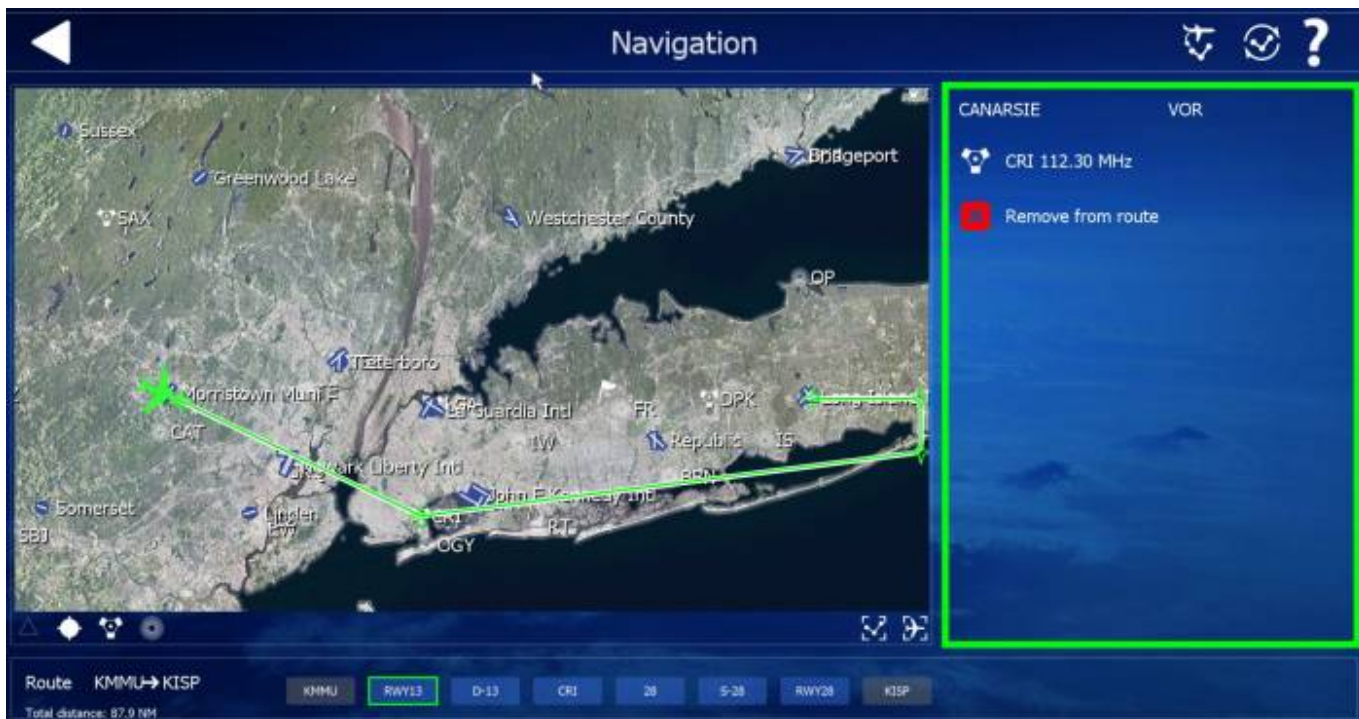 Navigation
?
CANARSIE VOR
CRI 112.30 MHz
Remove from route
Sussex
Bridgeport
Greenwood Lake
SAX
Westchester County
OP
Teterboro
Morristown Muni
La Guardia Intl
FR
DPK
Long Island
CAT
IW
Republic
IS
Newark Liberty Intl
John F Kennedy Intl
Somerset
Linden
CRI
RT
SBJ
OGY
Route KMMU→KISP
KMMU RWY13 D-13 CRI 28 S-28 RWY28 KISP
Total distance: 87.9 NM